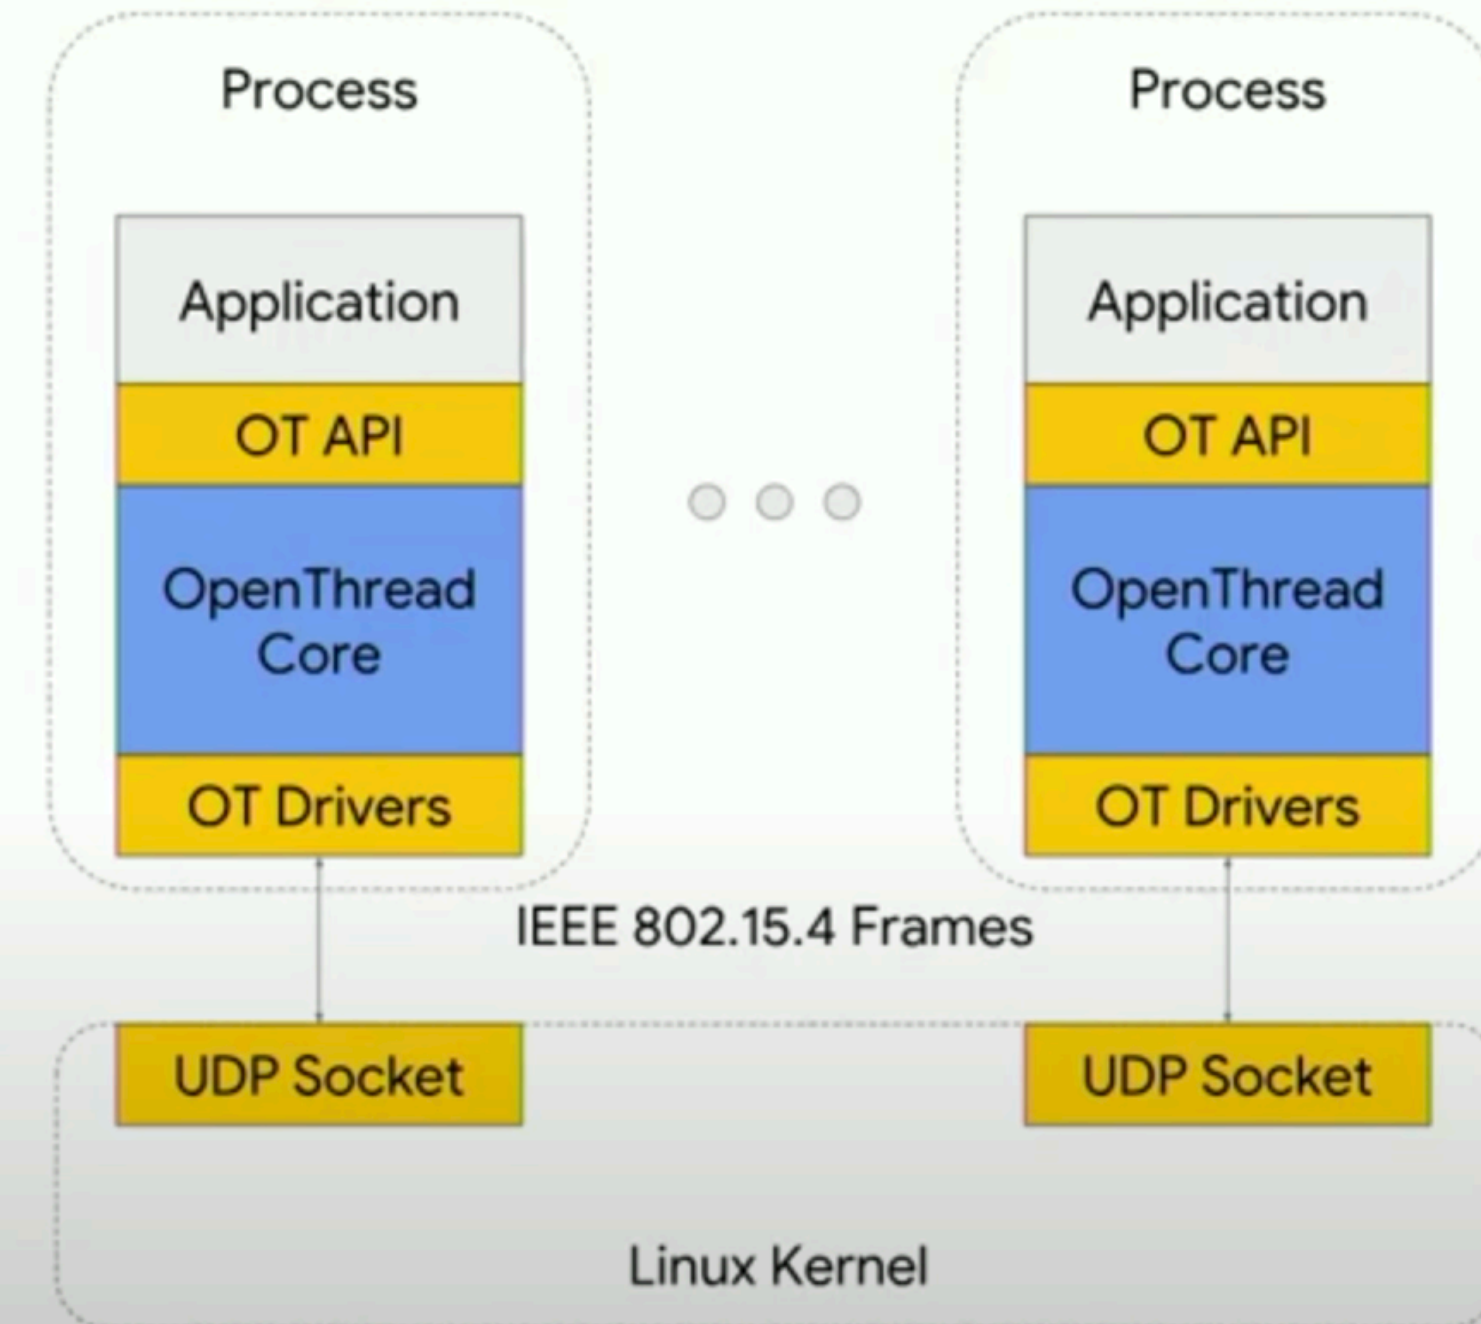 Process
Application
OT API
OpenThread
Core
OT Drivers
Process
Application
OT API
OpenThread
Core
OT Drivers
IEEE 802.15.4 Frames
UDP Socket
UDP Socket
Linux Kernel